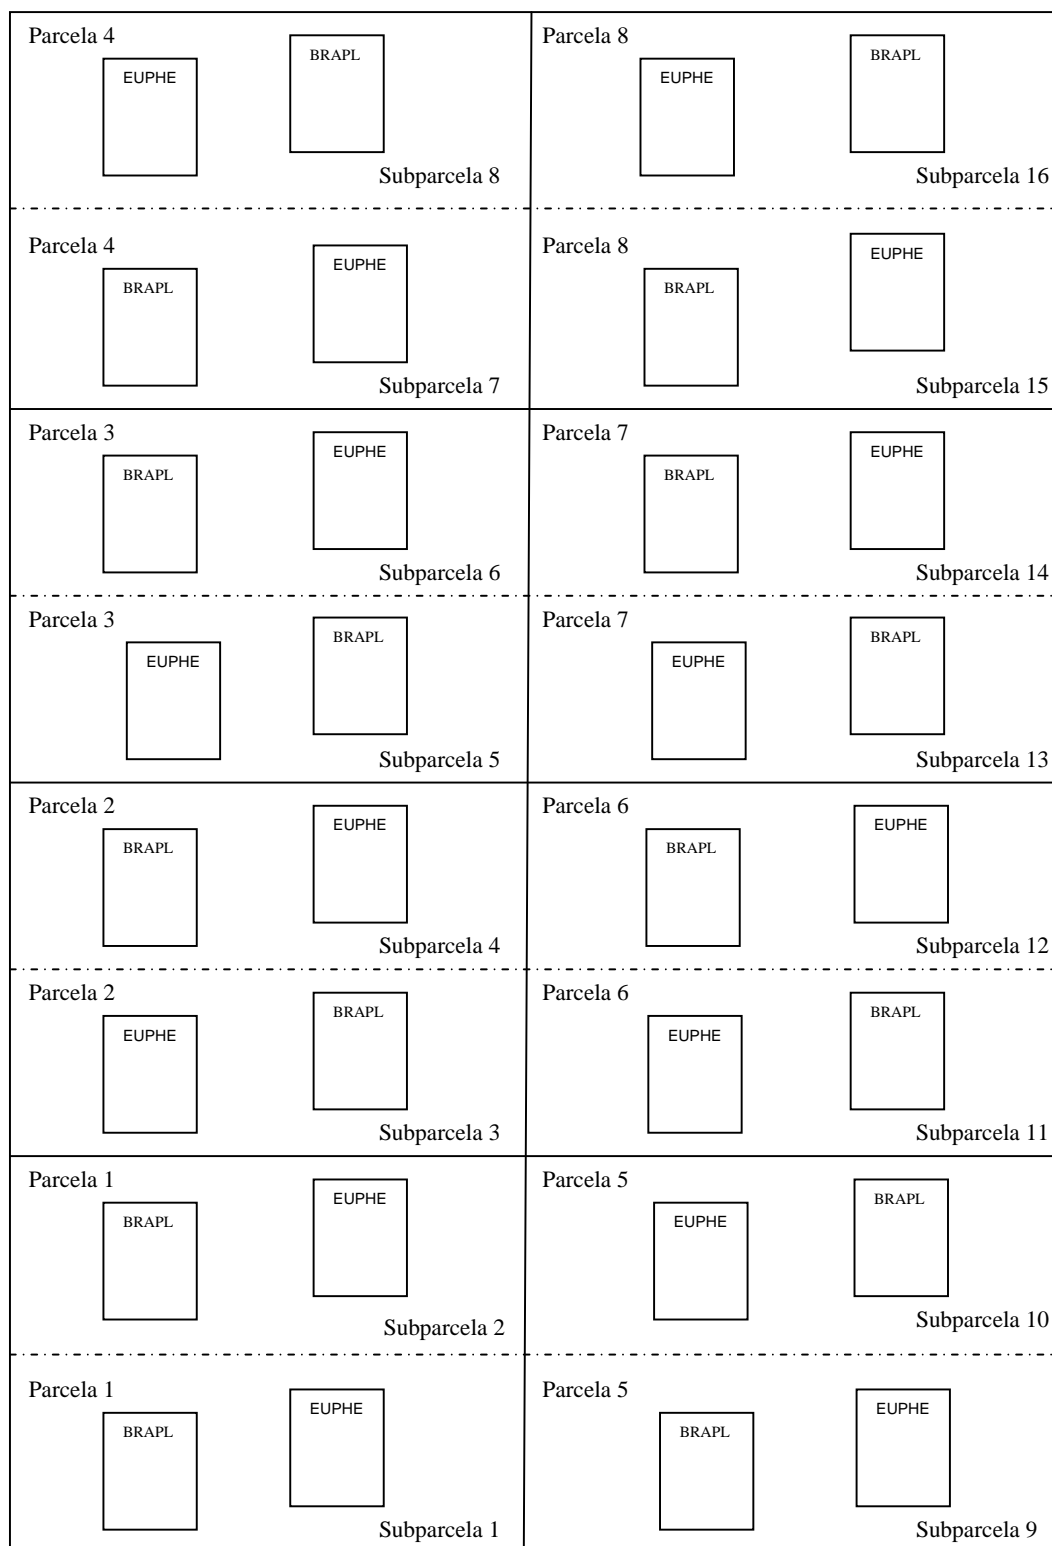 Parcela 4
EUPHE
BRAPL
Subparcela 8
Parcela 8
EUPHE
BRAPL
Subparcela 16
Parcela 4
BRAPL
EUPHE
Subparcela 7
Parcela 8
BRAPL
EUPHE
Subparcela 15
Parcela 3
BRAPL
EUPHE
Subparcela 6
Parcela 7
BRAPL
EUPHE
Subparcela 14
Parcela 3
EUPHE
BRAPL
Subparcela 5
Parcela 7
EUPHE
BRAPL
Subparcela 13
Parcela 2
BRAPL
EUPHE
Subparcela 4
Parcela 6
BRAPL
EUPHE
Subparcela 12
Parcela 2
EUPHE
BRAPL
Subparcela 3
Parcela 6
EUPHE
BRAPL
Subparcela 11
Parcela 1
BRAPL
EUPHE
Subparcela 2
Parcela 5
EUPHE
BRAPL
Subparcela 10
Parcela 1
BRAPL
EUPHE
Subparcela 1
Parcela 5
BRAPL
EUPHE
Subparcela 9